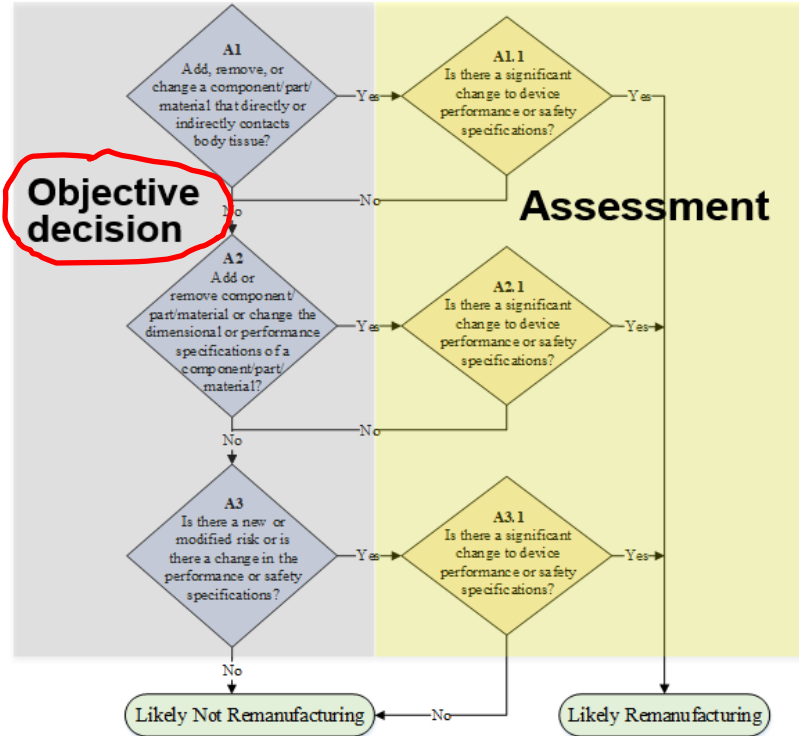 A1
Add, remove, or
change a component/part/
material that directly or
indirectly contacts
body tissue?
Yes
A1.1
Is there a significant
change to device
performance or safety
specifications?
Yes
Objective
decision
No
No
Assessment
A2
Add or
remove component/
part/material or change the
dimensional or performance
specifications of a
component/part/
material?
Yes
A2.1
Is there a significant
change to device
performance or safety
specifications?
Yes
No
No
A3
Is there a new or
modified risk or is
there a change in the
performance or safety
specifications?
Yes
A3.1
Is there a significant
change to device
performance or safety
specifications?
Yes
No
Likely Not Remanufacturing
No
Likely Remanufacturing